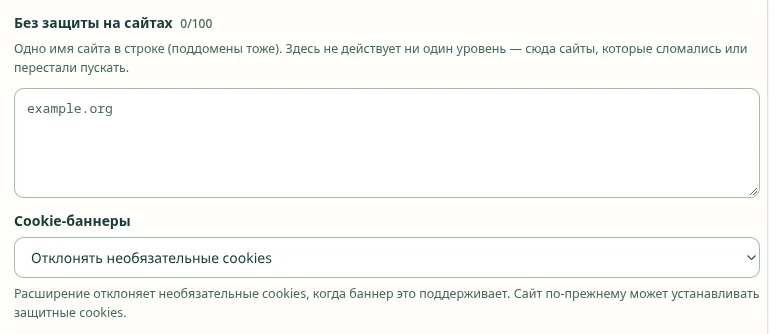 Без защиты на сайтах 0/100
Одно имя сайта в строке (поддомены тоже). Здесь не действует ни один уровень — сюда сайты, которые сломались или
перестали пускать.
example.org
Cookie-баннеры
Отклонять необязательные cookies
Расширение отклоняет необязательные cookies, когда баннер это поддерживает. Сайт по-прежнему может устанавливать
защитные cookies.